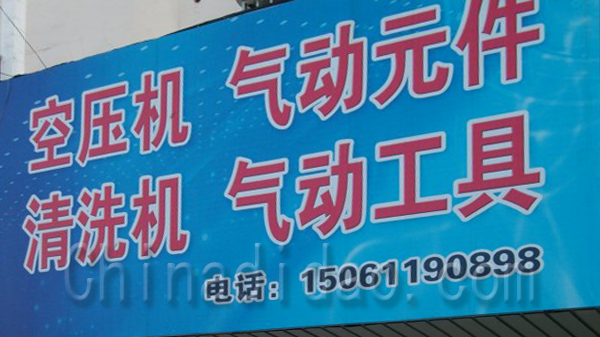 空压机 气动元件
清洗机 气动工具
电话：15061190898
Chinadidao.com